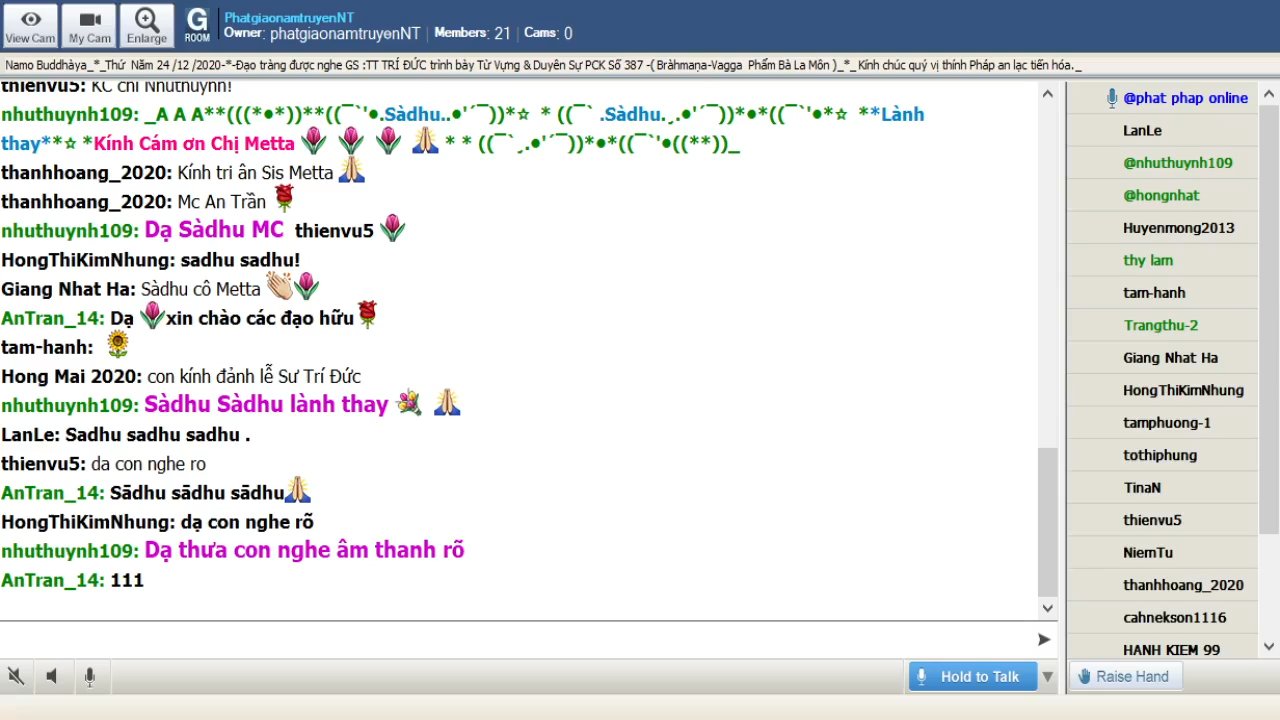 View Cam
My Cam
Enlarge
G
ROOM
PhatgiaonamtruyenNT
Owner: phatgiaonamtruyenNT | Members: 21 | Cams: 0
Namo Buddhàya_*_Thứ Năm 24 /12 /2020-*-Đạo tràng được nghe GS :TT TRÍ ĐỨC trình bày Từ Vựng & Duyên Sự PCK Số 387 -( Bràhmaṇa-Vagga Phẩm Bà La Môn )_*_ Kính chúc quý vị thính Pháp an lạc tiến hóa._
thienvu5: KC chi Nhuthuynh!
nhuthuynh109: _A A A**(((*•*))**((¯`'•.Sàdhu..•'´¯))*☆ * ((¯` .Sàdhu.¸.•'´¯))*•*((¯`'•*☆ **Lành
thay**☆ *Kính Cám ơn Chị Metta 🌷 🌷 🌷 🙏 * * ((¯`¸.•'´¯))*•*((¯`'•((**))_
thanhhoang_2020: Kính tri ân Sis Metta 🙏
thanhhoang_2020: Mc An Trần 🌹
nhuthuynh109: Dạ Sàdhu MC thienvu5 🌷
HongThiKimNhung: sadhu sadhu!
Giang Nhat Ha: Sàdhu cô Metta 👏🌷
AnTran_14: Dạ 🌷xin chào các đạo hữu🌹
tam-hanh: 🌻
Hong Mai 2020: con kính đảnh lễ Sư Trí Đức
nhuthuynh109: Sàdhu Sàdhu lành thay 💐 🙏
LanLe: Sadhu sadhu sadhu .
thienvu5: da con nghe ro
AnTran_14: Sādhu sādhu sādhu🙏
HongThiKimNhung: dạ con nghe rõ
nhuthuynh109: Dạ thưa con nghe âm thanh rõ
AnTran_14: 111
@phat phap online
LanLe
@nhuthuynh109
@hongnhat
Huyenmong2013
thy lam
tam-hanh
Trangthu-2
Giang Nhat Ha
HongThiKimNhung
tamphuong-1
tothiphung
TinaN
thienvu5
NiemTu
thanhhoang_2020
cahnekson1116
HANH KIEM 99
Hold to Talk
Raise Hand